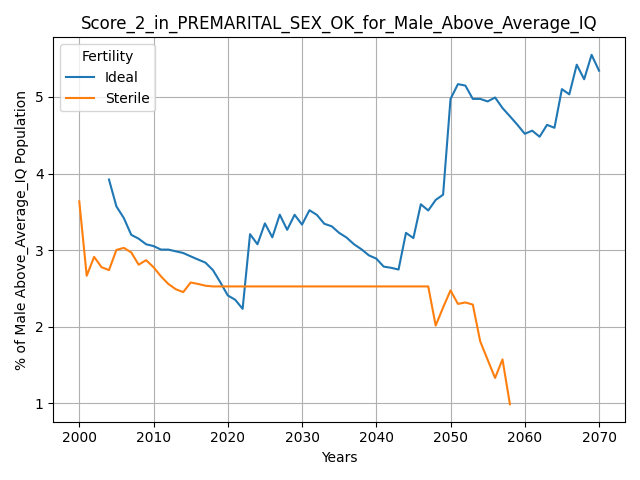 Score_2_in_PREMARITAL_SEX_OK_for_Male_Above_Average_IQ
Fertility
Ideal
Sterile
% of Male Above_Average_IQ Population
5
4
3
2
1
2000 2010 2020 2030 2040 2050 2060 2070
Years